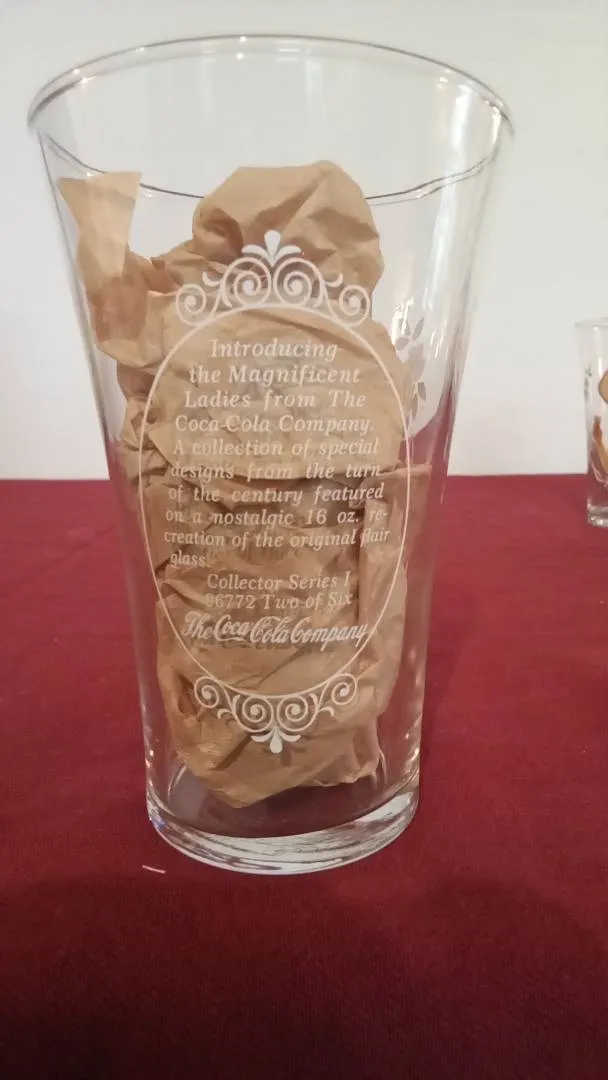 Introducing
the Magnificent
Ladies from The
Coca-Cola Company.
A collection of special
designs from the turn
of the century featured
on a nostalgic 16 oz. re-
creation of the original flair
glass.
Collector Series I
96772 Two of Six
The Coca-Cola Company